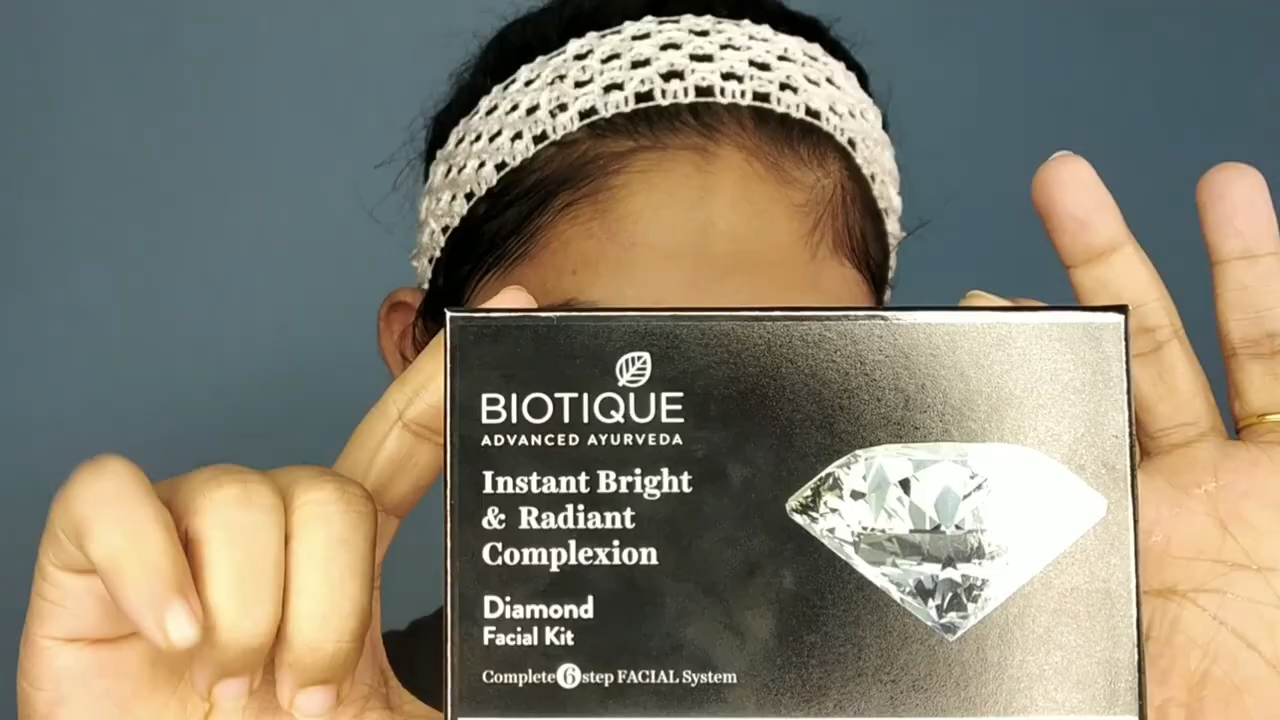 BIOTIQUE
ADVANCED AYURVEDA
Instant Bright
& Radiant
Complexion
Diamond
Facial Kit
Complete 6 step FACIAL System